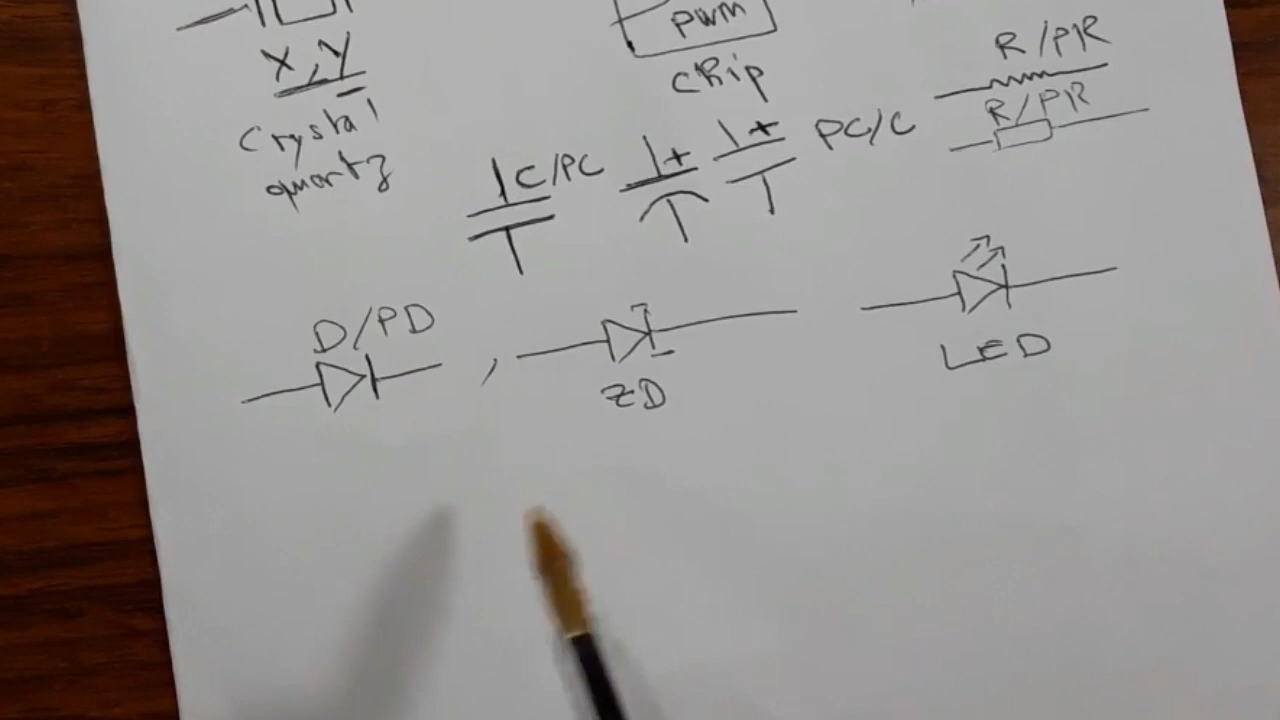 X, Y
Crystal
quartz
PWM
chip
R/PR
R/PR
C/PC
+
+
PC/C
D/PD
,
ZD
LED